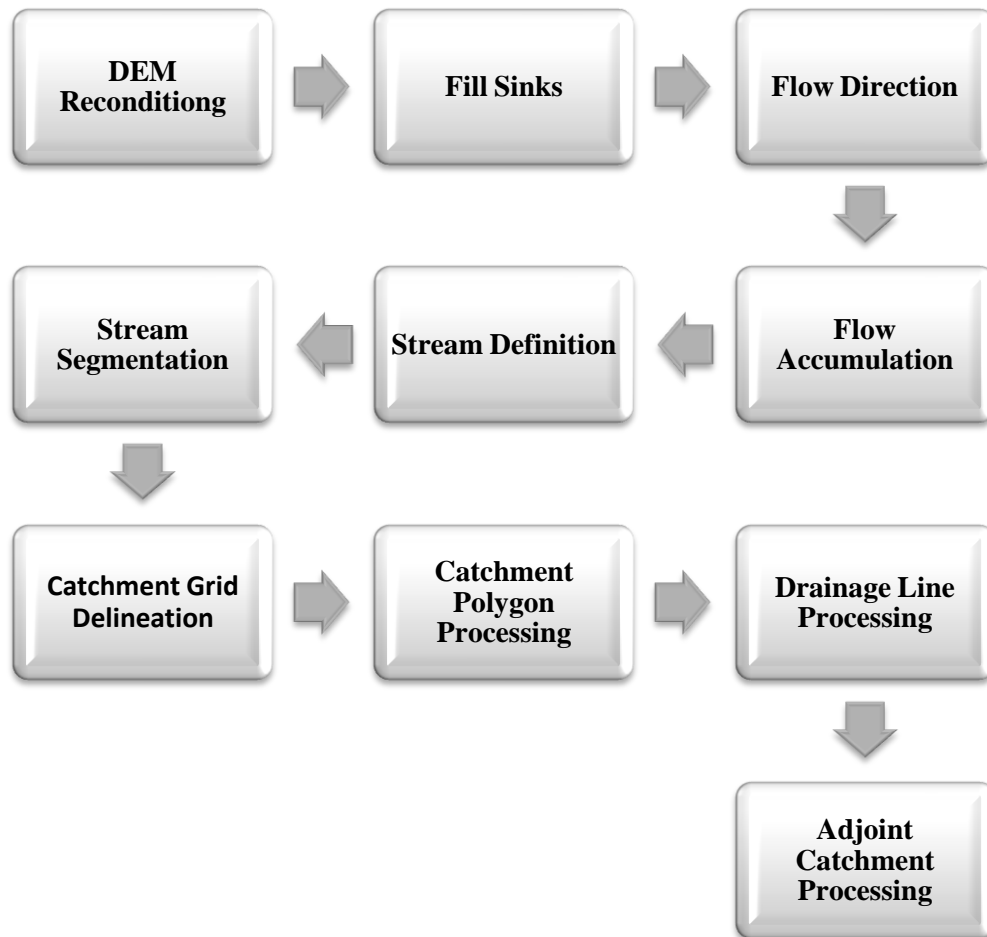 DEM
Reconditiong
Fill Sinks
Flow Direction
Flow
Accumulation
Stream Definition
Stream
Segmentation
Catchment Grid
Delineation
Catchment
Polygon
Processing
Drainage Line
Processing
Adjoint
Catchment
Processing